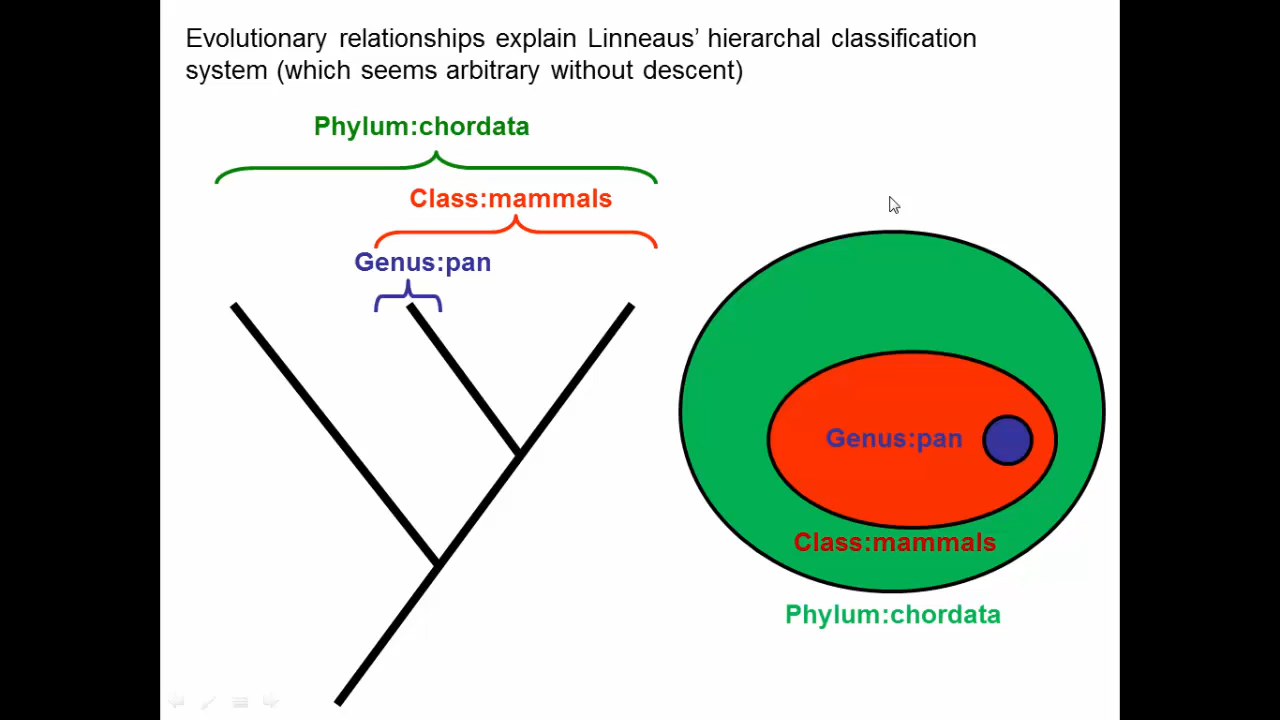 Evolutionary relationships explain Linneaus’ hierarchal classification
system (which seems arbitrary without descent)
Phylum:chordata
Class:mammals
Genus:pan
Genus:pan
Class:mammals
Phylum:chordata